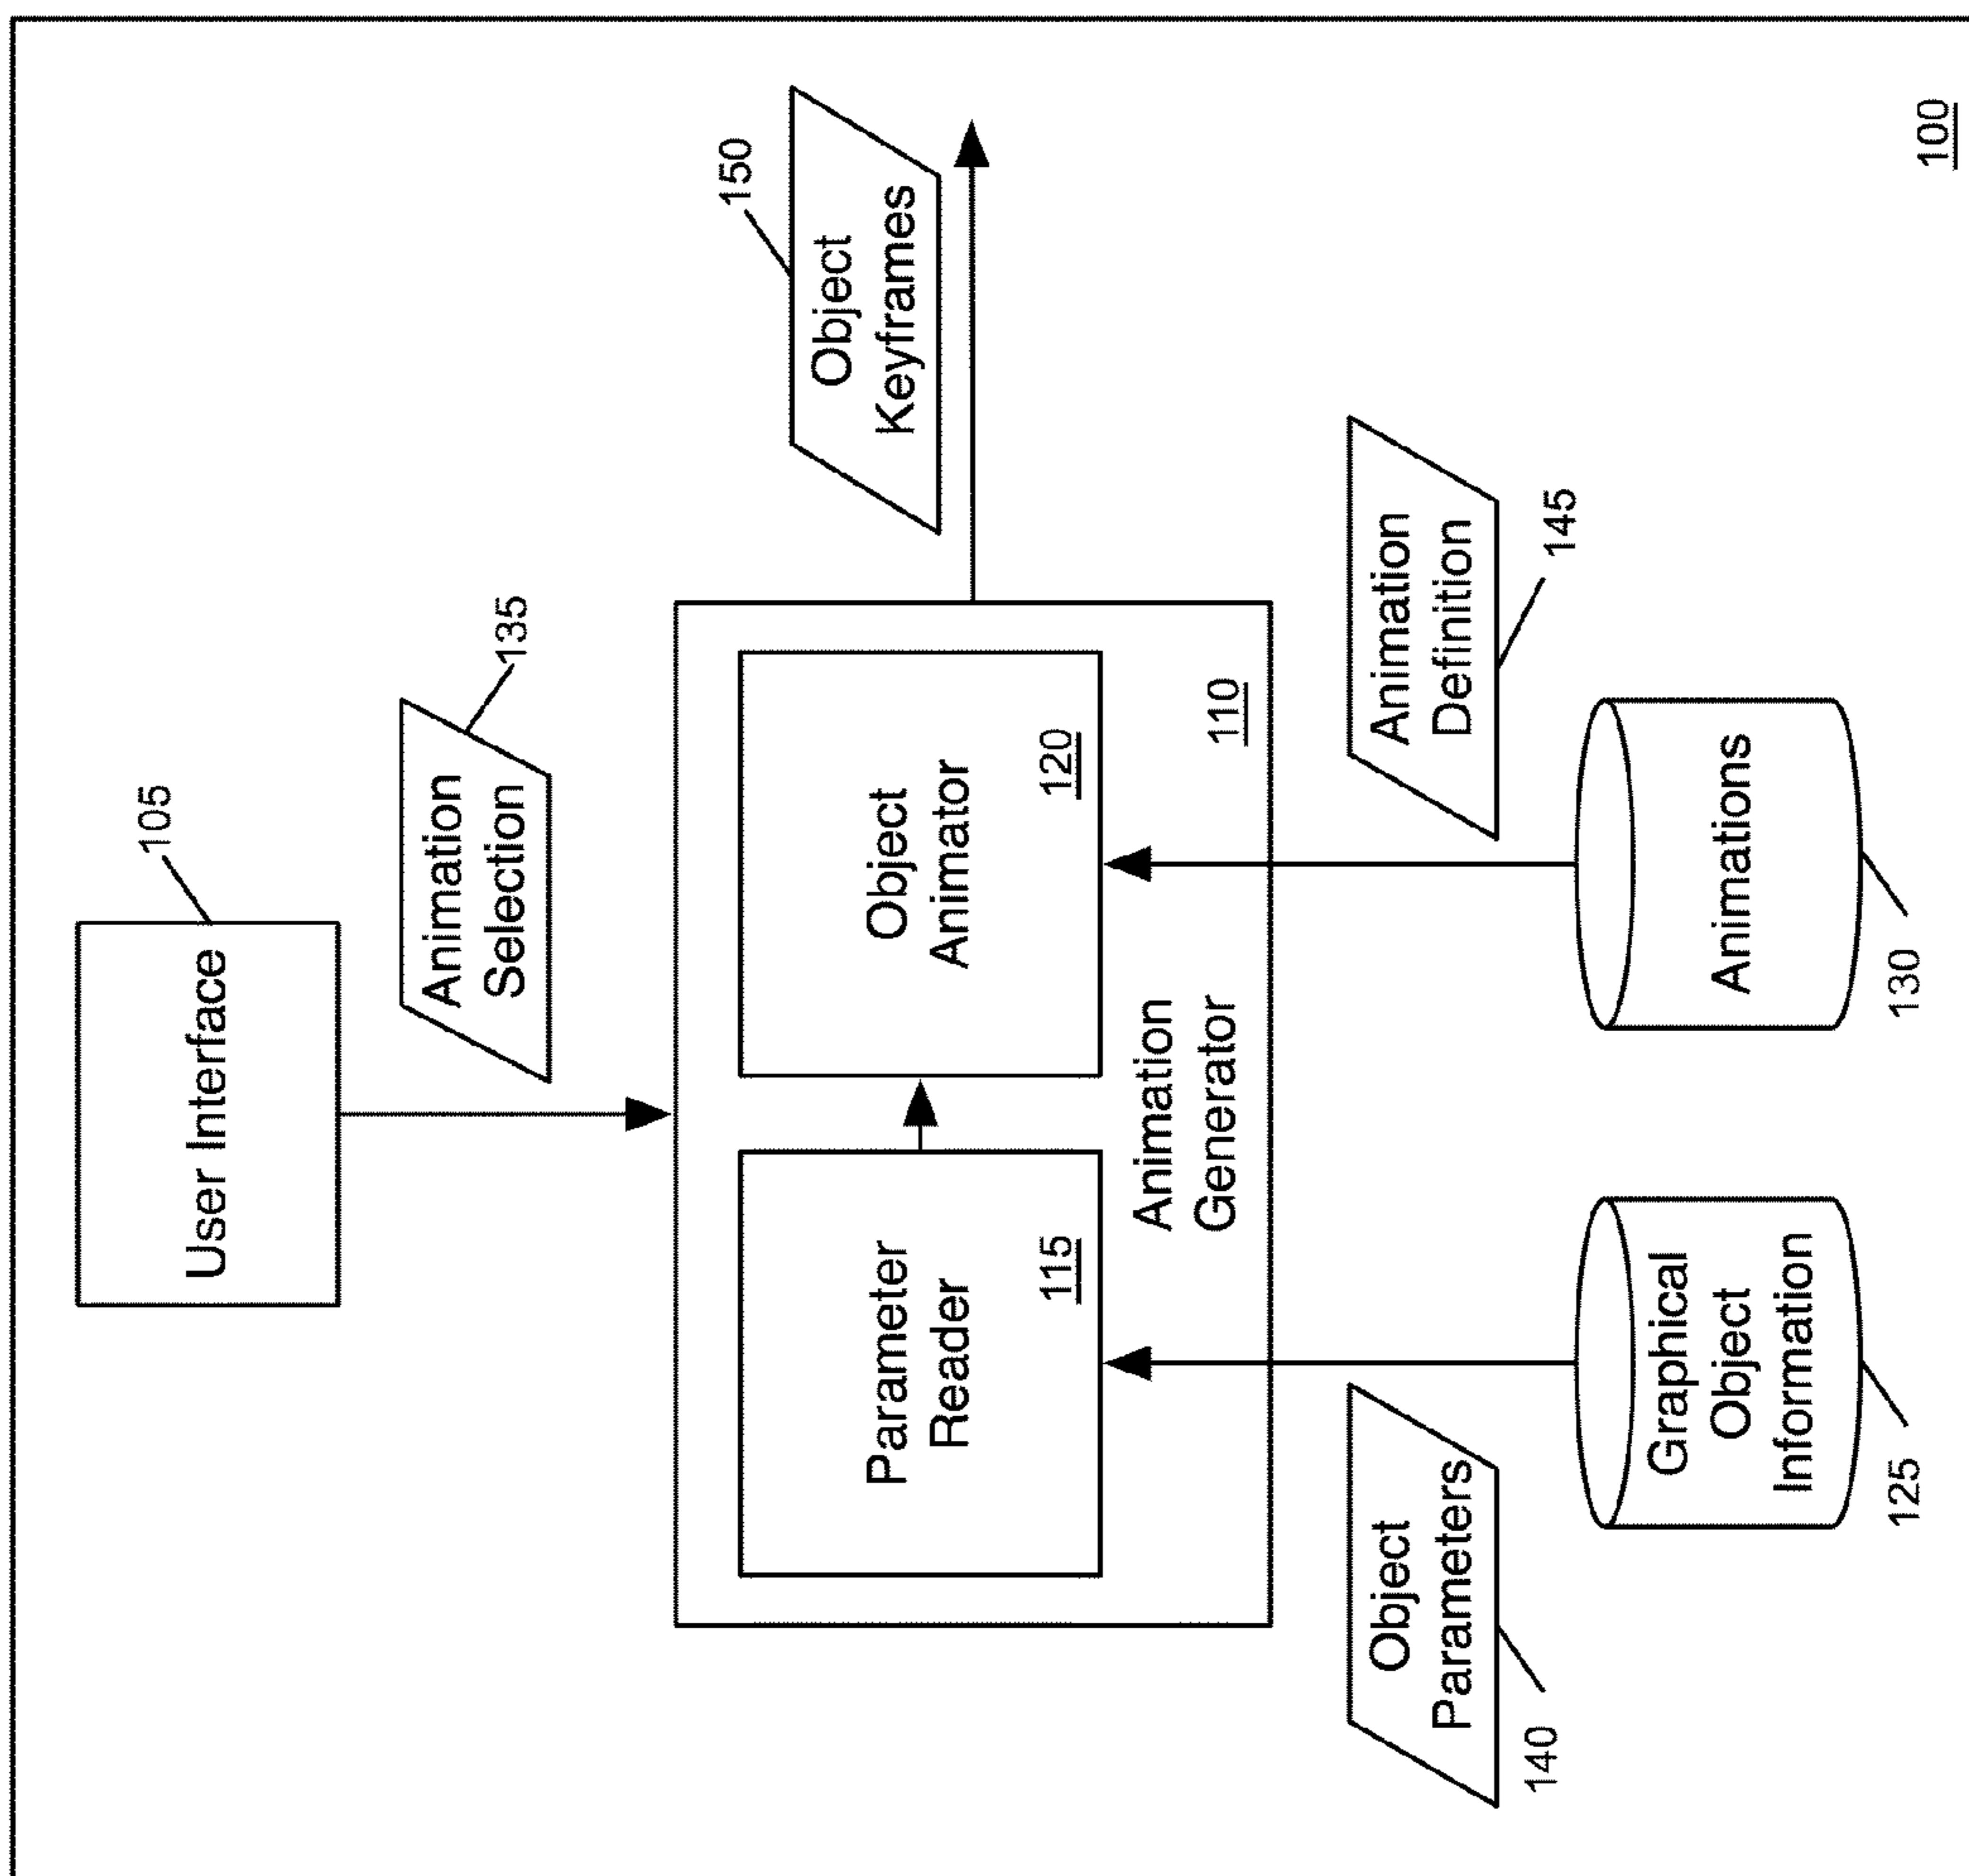 105
User Interface
Animation
Selection
135
150
Object
Keyframes
Parameter
Reader
115
Object
Animator
120
Animation
Generator
110
Object
Parameters
140
Animation
Definition
145
Graphical
Object
Information
125
Animations
130
100